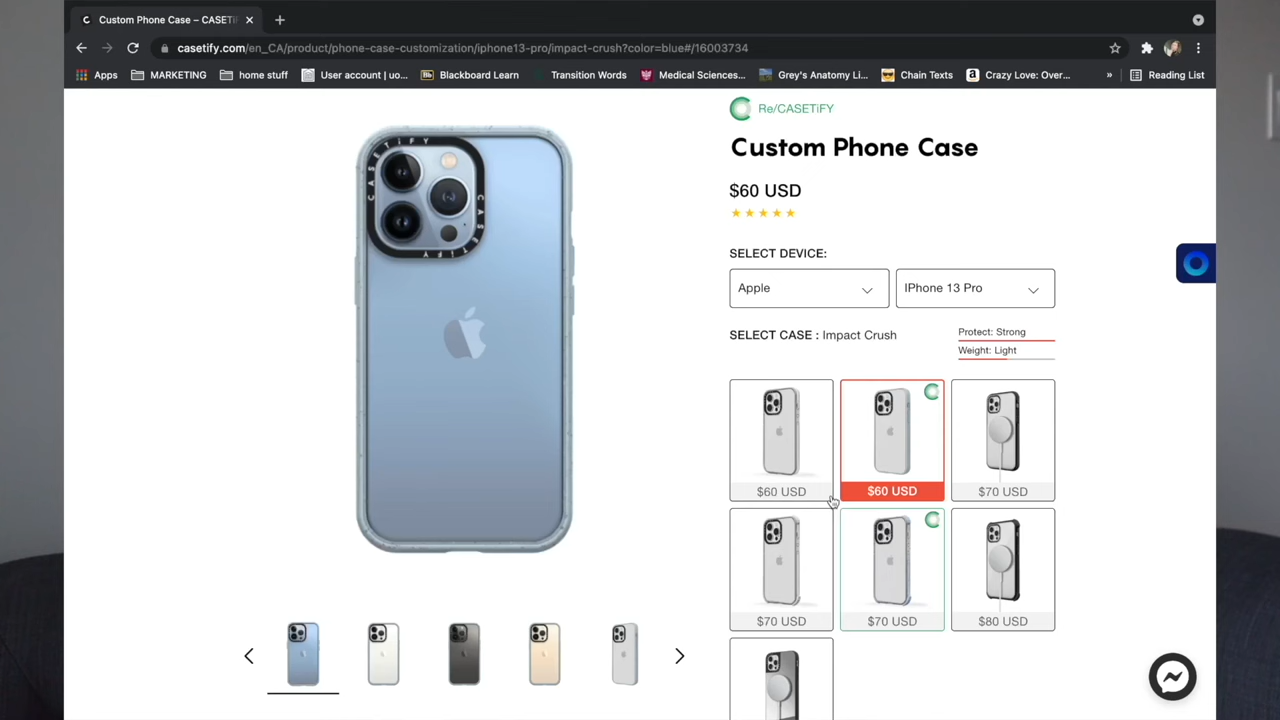 Custom Phone Case – CASETi
casetify.com/en_CA/product/phone-case-customization/iphone13-pro/impact-crush?color=blue#/16003734
Apps MARKETING home stuff User account | uo... Blackboard Learn Transition Words Medical Sciences... Grey's Anatomy Li... Chain Texts Crazy Love: Over... » Reading List
Re/CASETiFY
Custom Phone Case
$60 USD
SELECT DEVICE:
Apple IPhone 13 Pro
SELECT CASE : Impact Crush
Protect: Strong
Weight: Light
CASETiFY
CASETiFY
$60 USD $60 USD $70 USD
$70 USD $70 USD $80 USD